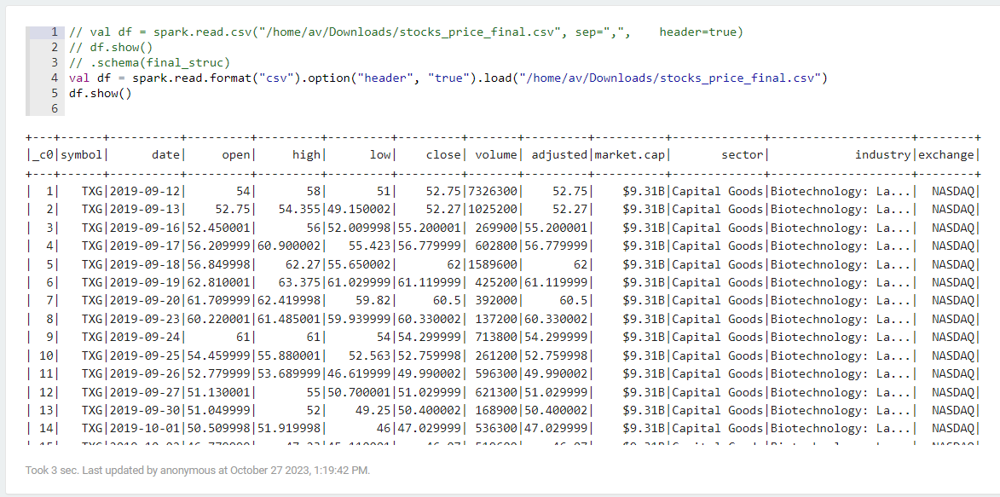 1 // val df = spark.read.csv("/home/av/Downloads/stocks_price_final.csv", sep=",",    header=true)
2 // df.show()
3 // .schema(final_struc)
4 val df = spark.read.format("csv").option("header", "true").load("/home/av/Downloads/stocks_price_final.csv")
5 df.show()
6
+---+------+----------+---------+---------+---------+---------+-------+---------+----------+-------------+--------------------+--------+
|_c0|symbol|      date|     open|     high|      low|    close| volume| adjusted|market.cap|       sector|            industry|exchange|
+---+------+----------+---------+---------+---------+---------+-------+---------+----------+-------------+--------------------+--------+
|  1|   TXG|2019-09-12|       54|       58|       51|    52.75|7326300|    52.75|    $9.31B|Capital Goods|Biotechnology: La...|  NASDAQ|
|  2|   TXG|2019-09-13|    52.75|   54.355|49.150002|    52.27|1025200|    52.27|    $9.31B|Capital Goods|Biotechnology: La...|  NASDAQ|
|  3|   TXG|2019-09-16|52.450001|       56|52.009998|55.200001| 269900|55.200001|    $9.31B|Capital Goods|Biotechnology: La...|  NASDAQ|
|  4|   TXG|2019-09-17|56.209999|60.900002|   55.423|56.779999| 602800|56.779999|    $9.31B|Capital Goods|Biotechnology: La...|  NASDAQ|
|  5|   TXG|2019-09-18|56.849998|    62.27|55.650002|       62|1589600|       62|    $9.31B|Capital Goods|Biotechnology: La...|  NASDAQ|
|  6|   TXG|2019-09-19|62.810001|   63.375|61.029999|61.119999| 425200|61.119999|    $9.31B|Capital Goods|Biotechnology: La...|  NASDAQ|
|  7|   TXG|2019-09-20|61.709999|62.419998|    59.82|     60.5| 392000|     60.5|    $9.31B|Capital Goods|Biotechnology: La...|  NASDAQ|
|  8|   TXG|2019-09-23|60.220001|61.485001|59.939999|60.330002| 137200|60.330002|    $9.31B|Capital Goods|Biotechnology: La...|  NASDAQ|
|  9|   TXG|2019-09-24|       61|       61|       54|54.299999| 713800|54.299999|    $9.31B|Capital Goods|Biotechnology: La...|  NASDAQ|
| 10|   TXG|2019-09-25|54.459999|55.880001|   52.563|52.759998| 261200|52.759998|    $9.31B|Capital Goods|Biotechnology: La...|  NASDAQ|
| 11|   TXG|2019-09-26|52.779999|53.689999|46.619999|49.990002| 596300|49.990002|    $9.31B|Capital Goods|Biotechnology: La...|  NASDAQ|
| 12|   TXG|2019-09-27|51.130001|       55|50.700001|51.029999| 621300|51.029999|    $9.31B|Capital Goods|Biotechnology: La...|  NASDAQ|
| 13|   TXG|2019-09-30|51.049999|       52|    49.25|50.400002| 168900|50.400002|    $9.31B|Capital Goods|Biotechnology: La...|  NASDAQ|
| 14|   TXG|2019-10-01|50.509998|51.919998|       46|47.029999| 536300|47.029999|    $9.31B|Capital Goods|Biotechnology: La...|  NASDAQ|
Took 3 sec. Last updated by anonymous at October 27 2023, 1:19:42 PM.